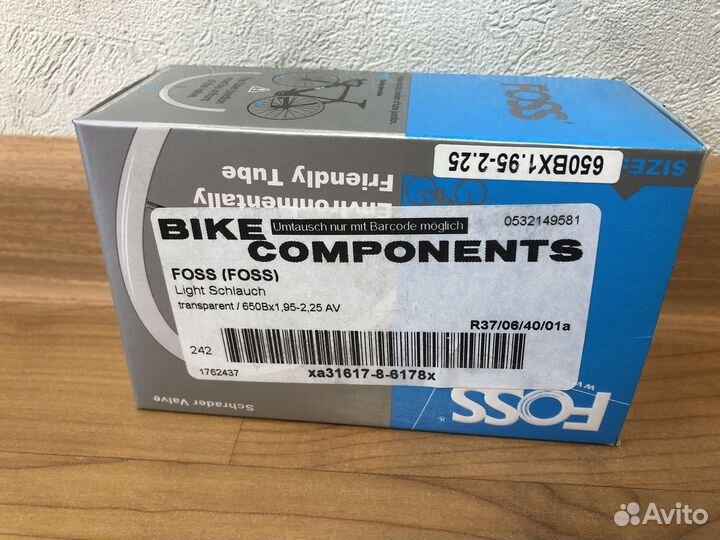 FOSS
SIZE:
650BX1.95-2.25
Environmentally
Friendly Tube
BIKE
Umtausch nur mit Barcode möglich
0532149581
COMPONENTS
FOSS (FOSS)
Light Schlauch
transparent / 650Bx1,95-2,25 AV
R37/06/40/01a
242
1762437
xa31617-8-6178x
Schrader Valve
FOSS
®
Avito